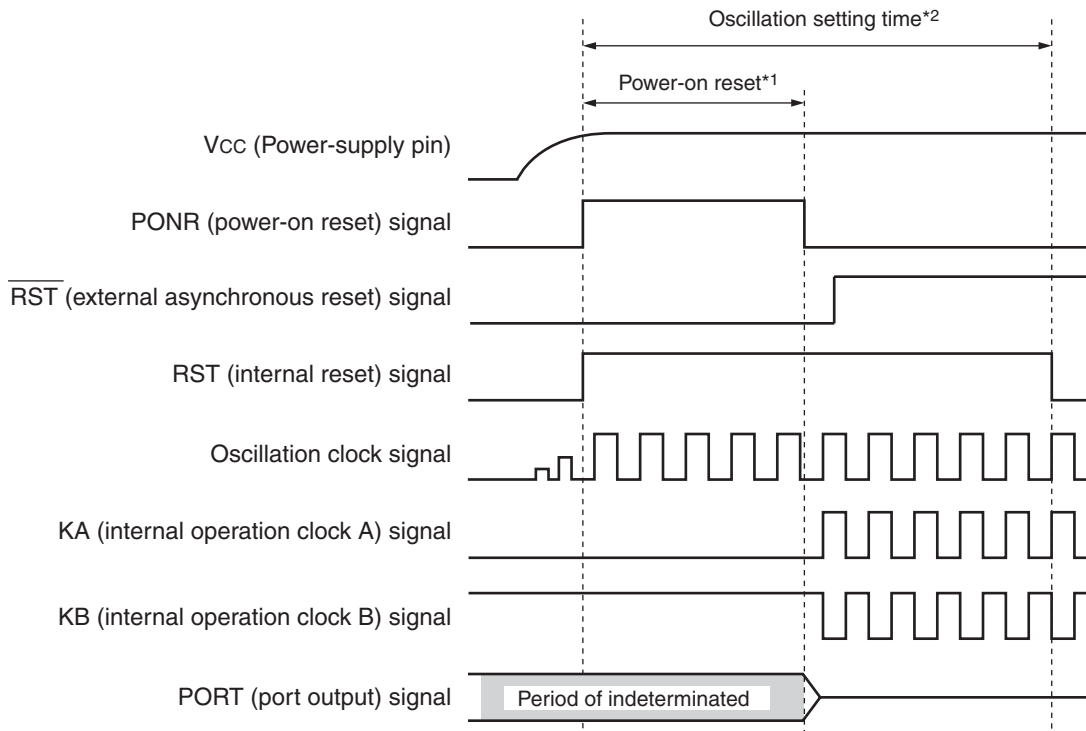 Oscillation setting time*2
Power-on reset*1
VCC (Power-supply pin)
PONR (power-on reset) signal
RST (external asynchronous reset) signal
RST (internal reset) signal
Oscillation clock signal
KA (internal operation clock A) signal
KB (internal operation clock B) signal
PORT (port output) signal
Period of indeterminated